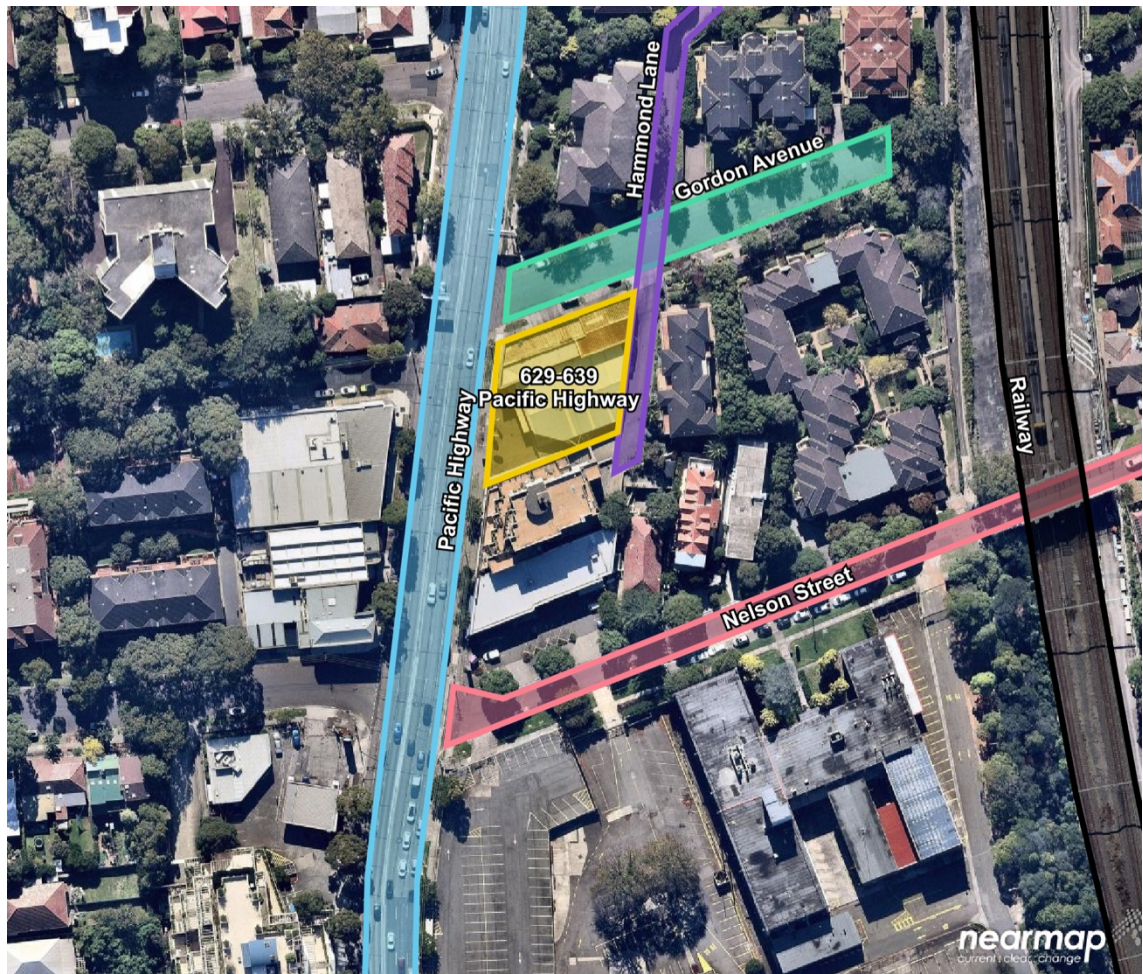 Hammond Lane
Gordon Avenue
629-639
Pacific Highway
Pacific Highway
Railway
Nelson Street
nearmap
current : clear : change